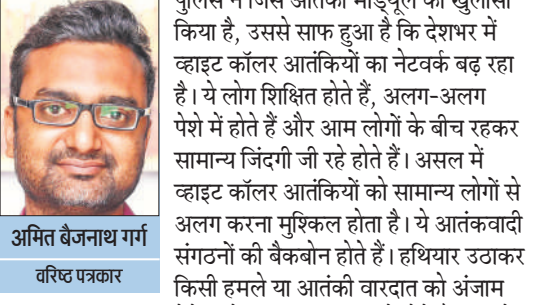 पुलिस ने जिस आतंकी मॉड्यूल का खुलासा
किया है, उससे साफ हुआ है कि देशभर में
व्हाइट कॉलर आतंकियों का नेटवर्क बढ़ रहा
है। ये लोग शिक्षित होते हैं, अलग-अलग
पेशे में होते हैं और आम लोगों के बीच रहकर
सामान्य जिंदगी जी रहे होते हैं। असल में
व्हाइट कॉलर आतंकियों को सामान्य लोगों से
अलग करना मुश्किल होता है। ये आतंकवादी
संगठनों की बैकबोन होते हैं। हथियार उठाकर
किसी हमले या आतंकी वारदात को अंजाम
अमित बैजनाथ गर्ग
वरिष्ठ पत्रकार